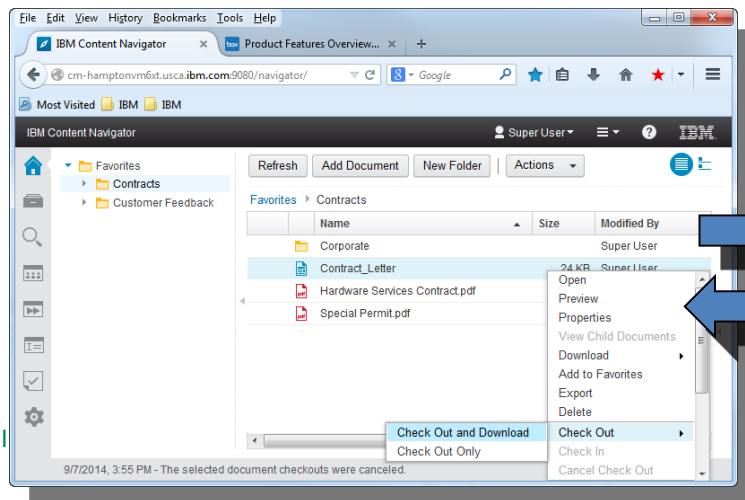 File Edit View History Bookmarks Tools Help
IBM Content Navigator × box Product Features Overview... × +
cm-hamptonvm6xt.usca.ibm.com:9080/navigator/ 8 Google
Most Visited IBM IBM
IBM Content Navigator Super User ? IBM.
Favorites
Contracts
Customer Feedback
Refresh Add Document New Folder Actions
Favorites Contracts
Name Size Modified By
Corporate Super User
Contract_Letter 24 KB Super User
Hardware Services Contract.pdf
Special Permit.pdf
Open
Preview
Properties
View Child Documents
Download
Add to Favorites
Export
Delete
Check Out
Check In
Cancel Check Out
Check Out and Download
Check Out Only
9/7/2014, 3:55 PM - The selected document checkouts were canceled.